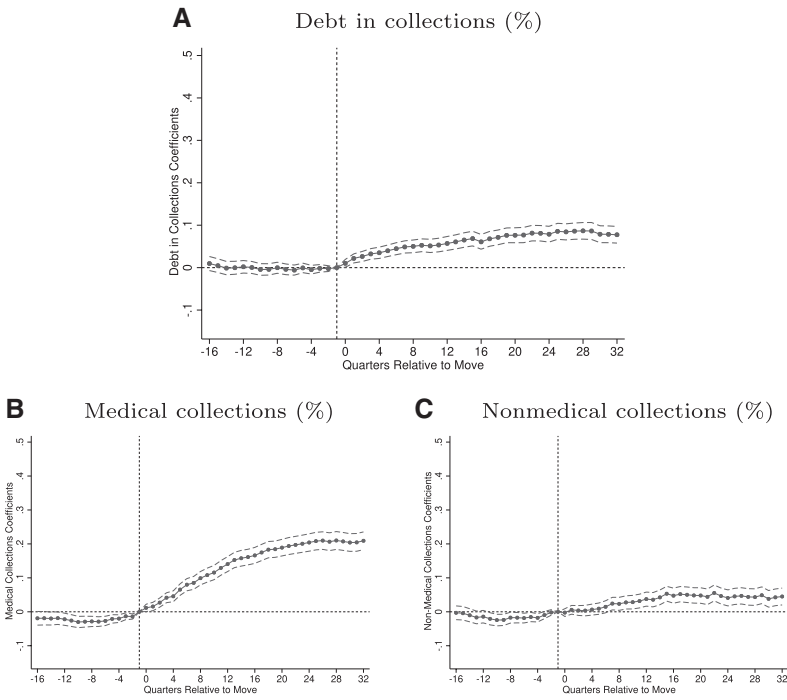 A Debt in collections (%)
Debt in Collections Coefficients
.5
.4
.3
.2
.1
0
-.1
-16 -12 -8 -4 0 4 8 12 16 20 24 28 32
Quarters Relative to Move
B Medical collections (%)
Medical Collections Coefficients
.5
.4
.3
.2
.1
0
-.1
-16 -12 -8 -4 0 4 8 12 16 20 24 28 32
Quarters Relative to Move
C Nonmedical collections (%)
Non-Medical Collections Coefficients
.5
.4
.3
.2
.1
0
-.1
-16 -12 -8 -4 0 4 8 12 16 20 24 28 32
Quarters Relative to Move